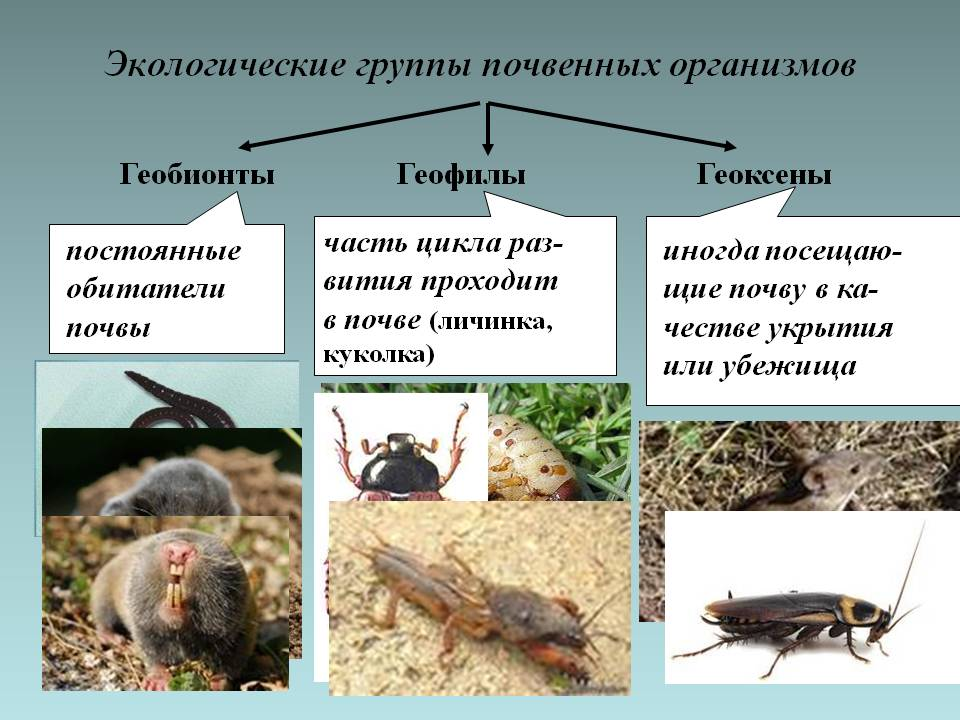 Экологические группы почвенных организмов
Геобионты
Геофилы
Геоксены
постоянные
обитатели
почвы
часть цикла раз-
вития проходит
в почве (личинка,
куколка)
иногда посещаю-
щие почву в ка-
честве укрытия
или убежища